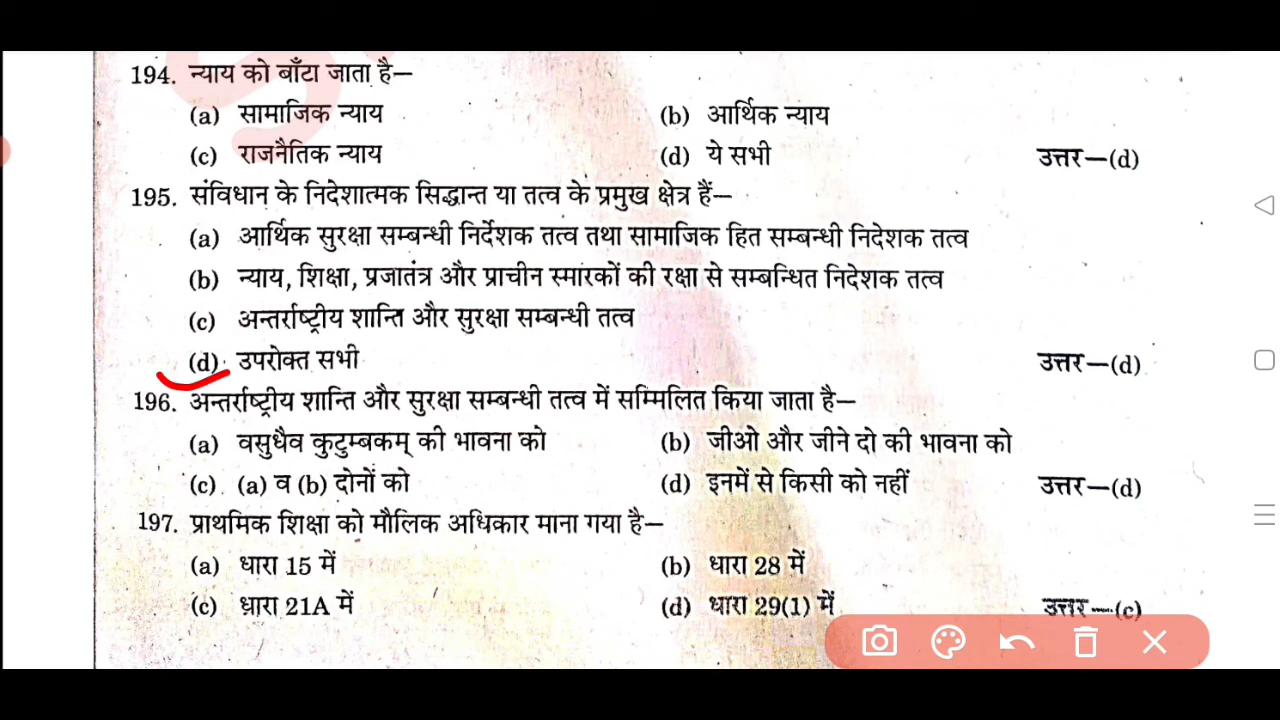 194. न्याय को बाँटा जाता है—
(a) सामाजिक न्याय (b) आर्थिक न्याय
(c) राजनैतिक न्याय (d) ये सभी उत्तर—(d)
195. संविधान के निदेशात्मक सिद्धान्त या तत्व के प्रमुख क्षेत्र हैं—
(a) आर्थिक सुरक्षा सम्बन्धी निर्देशक तत्व तथा सामाजिक हित सम्बन्धी निदेशक तत्व
(b) न्याय, शिक्षा, प्रजातंत्र और प्राचीन स्मारकों की रक्षा से सम्बन्धित निदेशक तत्व
(c) अन्तर्राष्ट्रीय शान्ति और सुरक्षा सम्बन्धी तत्व
(d) उपरोक्त सभी उत्तर—(d)
196. अन्तर्राष्ट्रीय शान्ति और सुरक्षा सम्बन्धी तत्व में सम्मिलित किया जाता है—
(a) वसुधैव कुटुम्बकम् की भावना को (b) जीओ और जीने दो की भावना को
(c) (a) व (b) दोनों को (d) इनमें से किसी को नहीं उत्तर—(d)
197. प्राथमिक शिक्षा को मौलिक अधिकार माना गया है—
(a) धारा 15 में (b) धारा 28 में
(c) धारा 21A में (d) धारा 29(1) में उत्तर—(c)